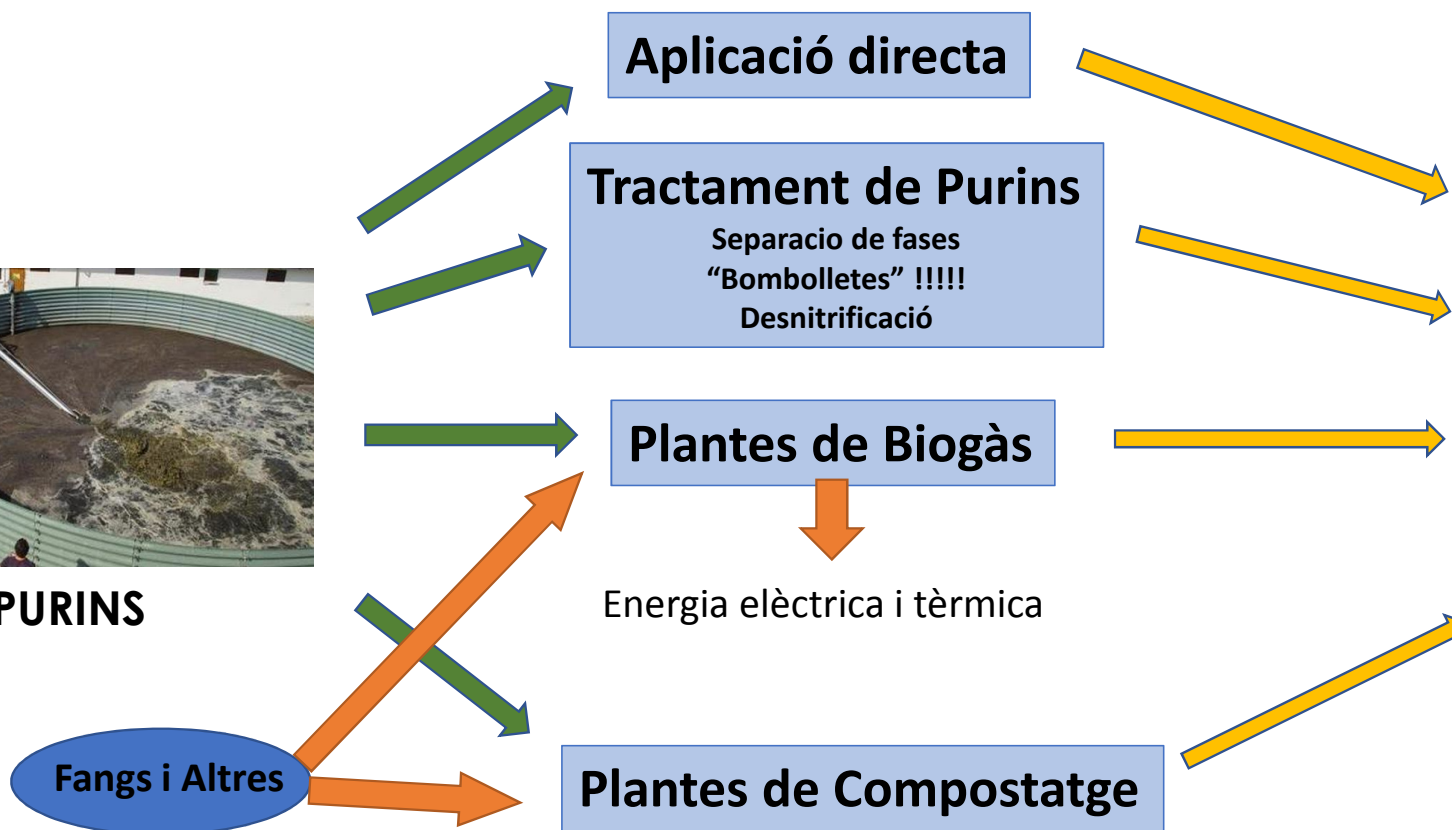 Aplicació directa
Tractament de Purins
Separacio de fases
“Bombolletes” !!!!!
Desnitrificació
Plantes de Biogàs
Energia elèctrica i tèrmica
PURINS
Fangs i Altres
Plantes de Compostatge